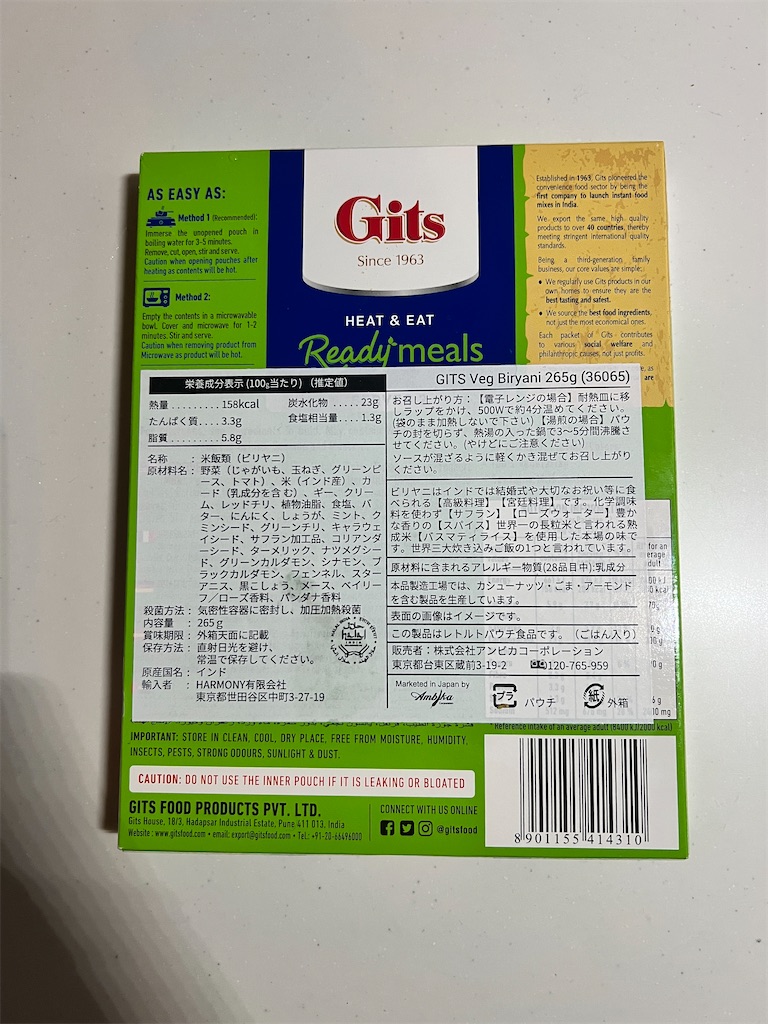 AS EASY AS:
Method 1 (Recommended):
Immerse the unopened pouch in
boiling water for 3-5 minutes.
Remove, cut, open, stir and serve.
Caution when opening pouches after
heating as contents will be hot.
Method 2:
Empty the contents in a microwavable
bowl. Cover and microwave for 1-2
minutes. Stir and serve.
Caution when removing product from
Microwave as product will be hot.
Gits
Since 1963
HEAT & EAT
Ready meals
Established in 1963, Gits pioneered the
convenience food sector by being the
first company to launch instant food
mixes in India.
We export the same high quality
products to over 40 countries, thereby
meeting stringent international quality
standards.
Being a third-generation family
business, our core values are simple:
• We regularly use Gits products in our
own homes to ensure they are the
best tasting and safest.
• We source the best food ingredients,
not just the most economical ones.
Each packet of Gits contributes
to various social welfare and
philanthropic causes, not just profits.
are
栄養成分表示 (100g当たり) (推定値)
熱量 ......... 158kcal 炭水化物 ..... 23g
たんぱく質.... 3.3g 食塩相当量.... 1.3g
脂質 ......... 5.8g
名称 : 米飯類 (ビリヤニ)
原材料名 : 野菜 (じゃがいも、玉ねぎ、グリーンピ
ース、トマト) 、米 (インド産) 、カ
ード (乳成分を含む) 、ギー、クリー
ム、レッドチリ、植物油脂、食塩、バ
ター、にんにく、しょうが、ミント、ク
ミンシード、グリーンチリ、キャラウェ
イシード、サフラン加工品、コリアンダ
ーシード、ターメリック、ナツメグシー
ド、グリーンカルダモン、シナモン、ブ
ラックカルダモン、フェンネル、スター
アニス、黒こしょう、メース、ベイリー
フ／ローズ香料、パンダナ香料
殺菌方法 : 気密性容器に密封し、加圧加熱殺菌
内容量 : 265g
賞味期限 : 外箱天面に記載
保存方法 : 直射日光を避け、
常温で保存してください。
原産国名 : インド
輸入者 : HARMONY有限会社
東京都世田谷区中町3-27-19
GITS Veg Biryani 265g (36065)
お召し上がり方：【電子レンジの場合】耐熱皿に移
しラップをかけ、500Wで約4分温めてください。
(袋のまま加熱しないで下さい) 【湯煎の場合】パウ
チの封を切らず、熱湯の入った鍋で3～5分間沸騰さ
せてください。(やけどにご注意ください)
ソースが混ざるように軽くかき混ぜてお召し上がり
ください。
ビリヤニはインドでは結婚式や大切なお祝い等に食
べられる【高級料理】【宮廷料理】です。化学調味
料を使わず【サフラン】【ローズウォーター】豊か
な香りの【スパイス】世界一の長粒米と言われる熟
成米【バスマティライス】を使用した本場の味で
す。世界三大炊き込みご飯の1つと言われています。
原材料に含まれるアレルギー物質(28品目中):乳成分
本品製造工場では、カシューナッツ・ごま・アーモンド
を含む製品を生産しています。
表面の画像はイメージです。
この製品はレトルトパウチ食品です。 (ごはん入り)
販売者：株式会社アンビカコーポレーション
東京都台東区蔵前3-19-2 0120-765-959
Marketed in Japan by
Ambika
プラ パウチ 紙 外箱
Reference intake of an average adult (8400 kJ/2000 kcal)
IMPORTANT: STORE IN CLEAN, COOL, DRY PLACE, FREE FROM MOISTURE, HUMIDITY,
INSECTS, PESTS, STRONG ODOURS, SUNLIGHT & DUST.
CAUTION: DO NOT USE THE INNER POUCH IF IT IS LEAKING OR BLOATED
GITS FOOD PRODUCTS PVT. LTD.
Gits House, 18/3, Hadapsar Industrial Estate, Pune 411 013, India
Website : www.gitsfood.com • email: export@gitsfood.com • Tel.: +91-20-66496000
CONNECT WITH US ONLINE
@gitsfood
8 901155 414310